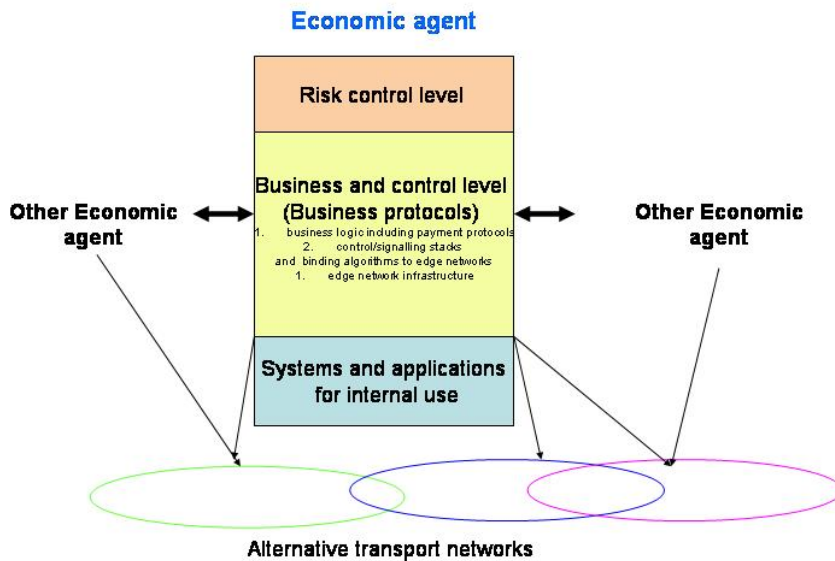 Economic agent
Risk control level
Business and control level
(Business protocols)
1. business logic including payment protocols
2. control/signalling stacks
and binding algorithms to edge networks
1. edge network infrastructure
Other Economic
agent
Other Economic
agent
Systems and applications
for internal use
Alternative transport networks